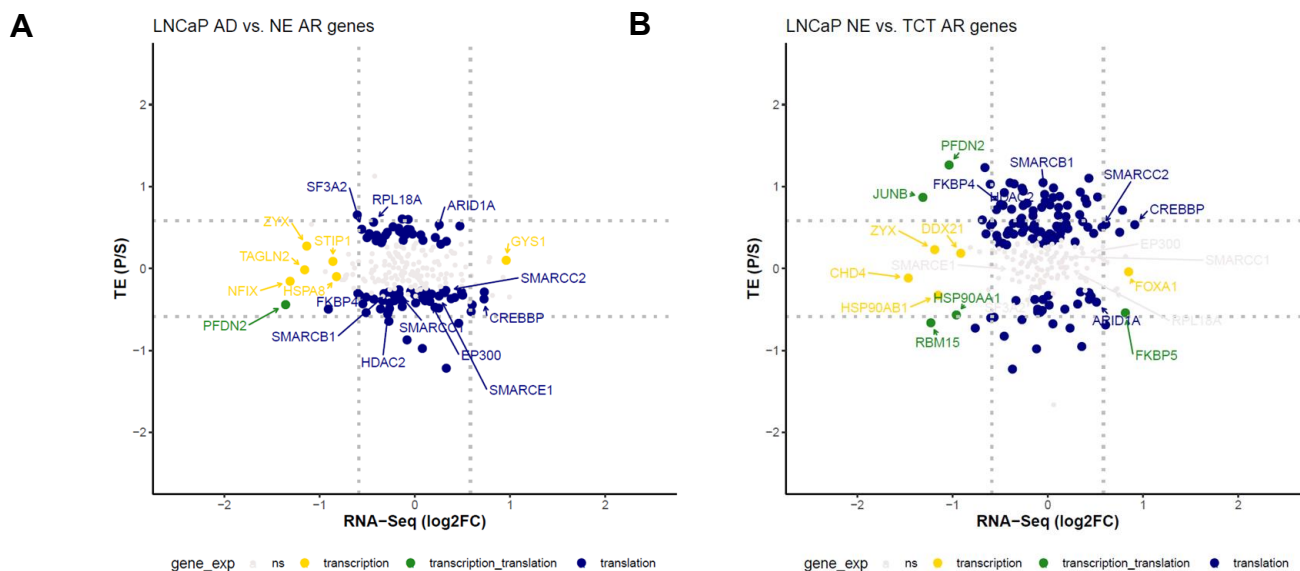 A
LNCaP AD vs. NE AR genes
TE (P/S)
2
1
0
−1
−2
SF3A2
RPL18A
ARID1A
ZYX
STIP1
GYS1
TAGLN2
NFIX
HSPA8
SMARCC2
FKBP4
PFDN2
SMARCB1
SMARCC1
CREBBP
HDAC2
EP300
SMARCE1
−2
−1
0
1
2
RNA−Seq (log2FC)
gene_exp ns transcription transcription_translation translation
B
LNCaP NE vs. TCT AR genes
TE (P/S)
2
1
0
−1
−2
PFDN2
SMARCB1
JUNB
FKBP4
HDAC2
SMARCC2
CREBBP
ZYX
DDX21
EP300
SMARCC1
SMARCE1
CHD4
FOXA1
HSP90AB1
HSP90AA1
ARID1A
RPL18A
RBM15
FKBP5
−2
−1
0
1
2
RNA−Seq (log2FC)
gene_exp ns transcription transcription_translation translation